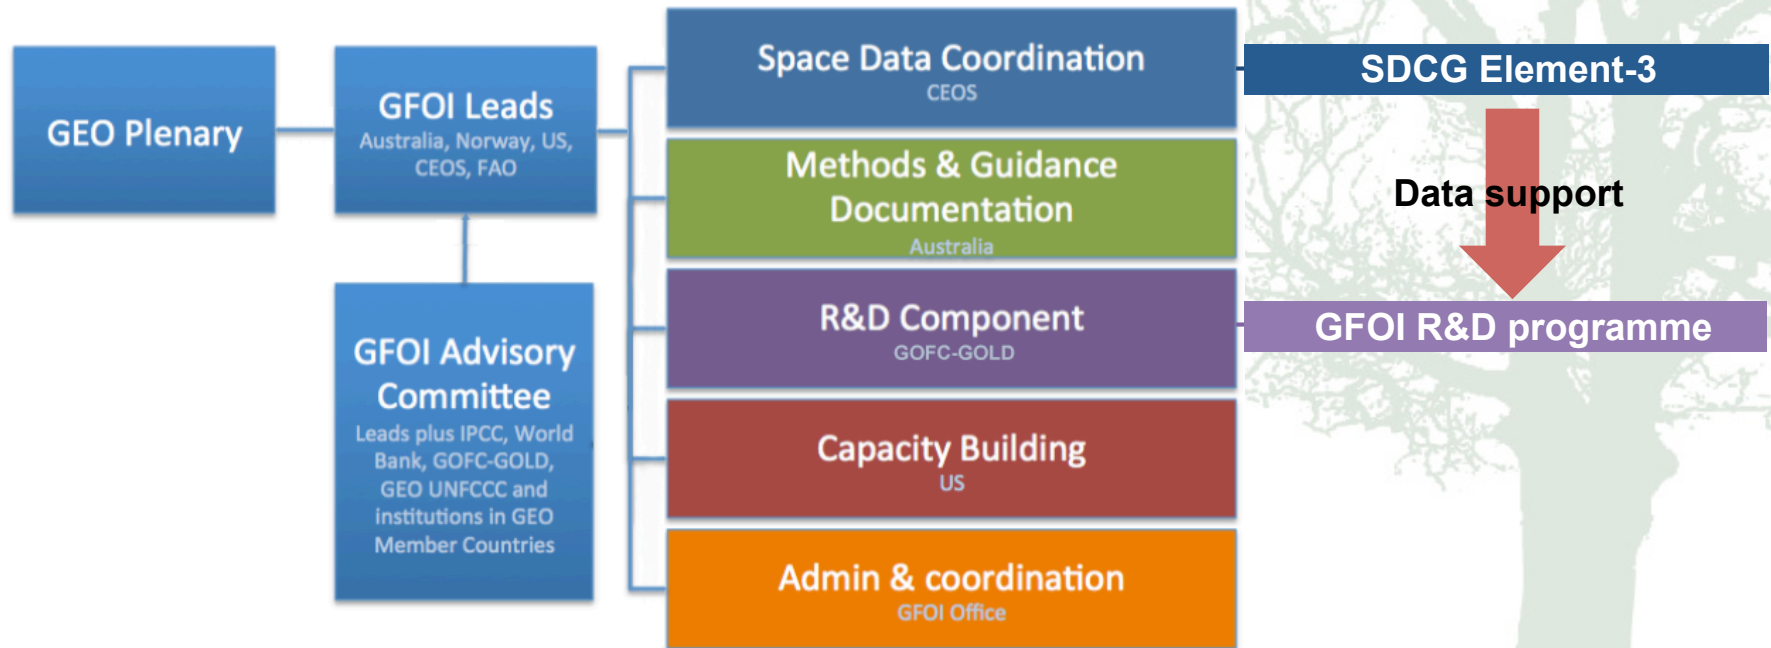 GEO Plenary
GFOI Leads
Australia, Norway, US,
CEOS, FAO
GFOI Advisory
Committee
Leads plus IPCC, World
Bank, GOFC-GOLD,
GEO UNFCCC and
institutions in GEO
Member Countries
Space Data Coordination
CEOS
Methods & Guidance
Documentation
Australia
R&D Component
GOFC-GOLD
Capacity Building
US
Admin & coordination
GFOI Office
SDCG Element-3
Data support
GFOI R&D programme